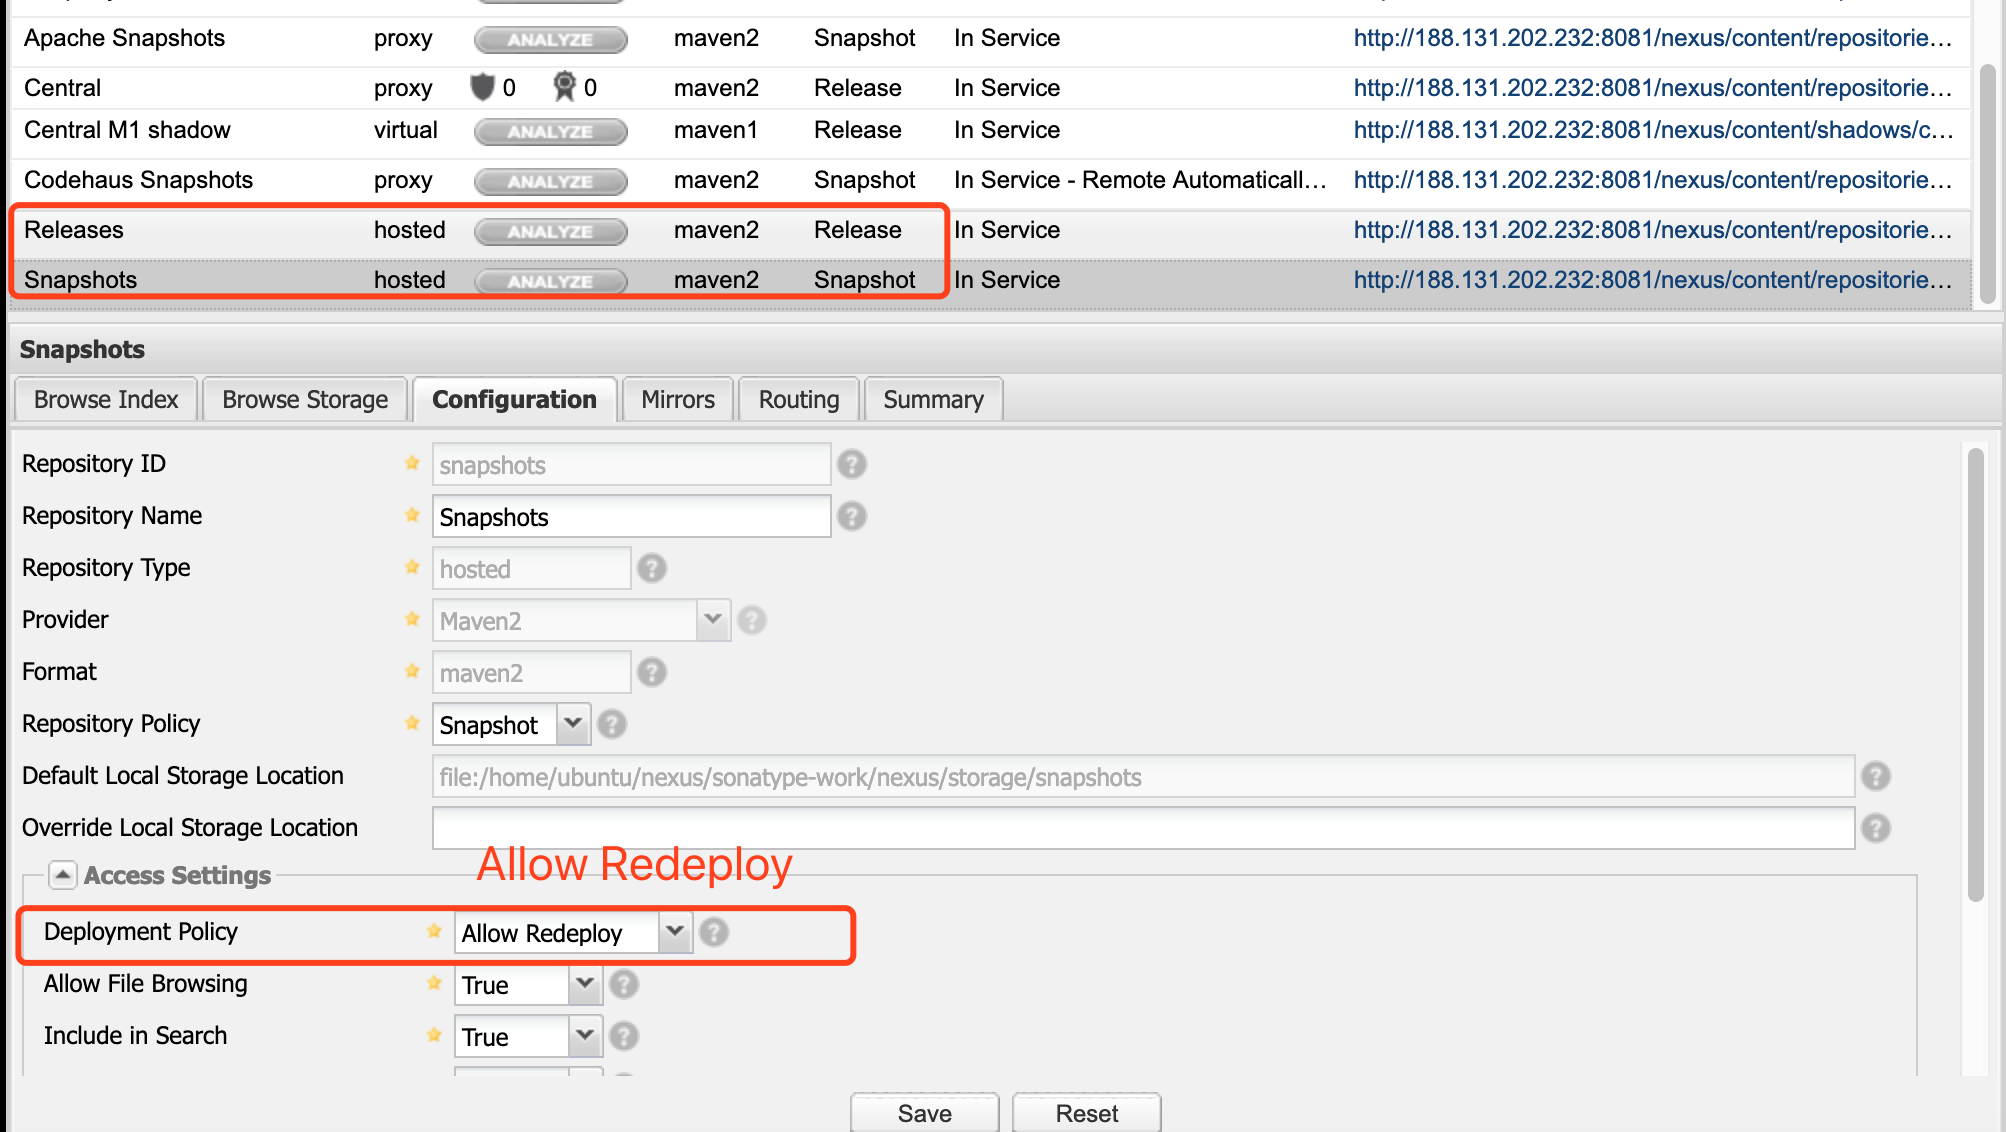 Apache Snapshots proxy ANALYZE maven2 Snapshot In Service http://188.131.202.232:8081/nexus/content/repositorie...
Central proxy 0 0 maven2 Release In Service http://188.131.202.232:8081/nexus/content/repositorie...
Central M1 shadow virtual ANALYZE maven1 Release In Service http://188.131.202.232:8081/nexus/content/shadows/c...
Codehaus Snapshots proxy ANALYZE maven2 Snapshot In Service - Remote Automaticall... http://188.131.202.232:8081/nexus/content/repositorie...
Releases hosted ANALYZE maven2 Release In Service http://188.131.202.232:8081/nexus/content/repositorie...
Snapshots hosted ANALYZE maven2 Snapshot In Service http://188.131.202.232:8081/nexus/content/repositorie...
Snapshots
Browse Index Browse Storage Configuration Mirrors Routing Summary
Repository ID snapshots ?
Repository Name Snapshots ?
Repository Type hosted ?
Provider Maven2 ?
Format maven2 ?
Repository Policy Snapshot ?
Default Local Storage Location file:/home/ubuntu/nexus/sonatype-work/nexus/storage/snapshots ?
Override Local Storage Location ?
Allow Redeploy
Access Settings
Deployment Policy Allow Redeploy ?
Allow File Browsing True ?
Include in Search True ?
Save Reset